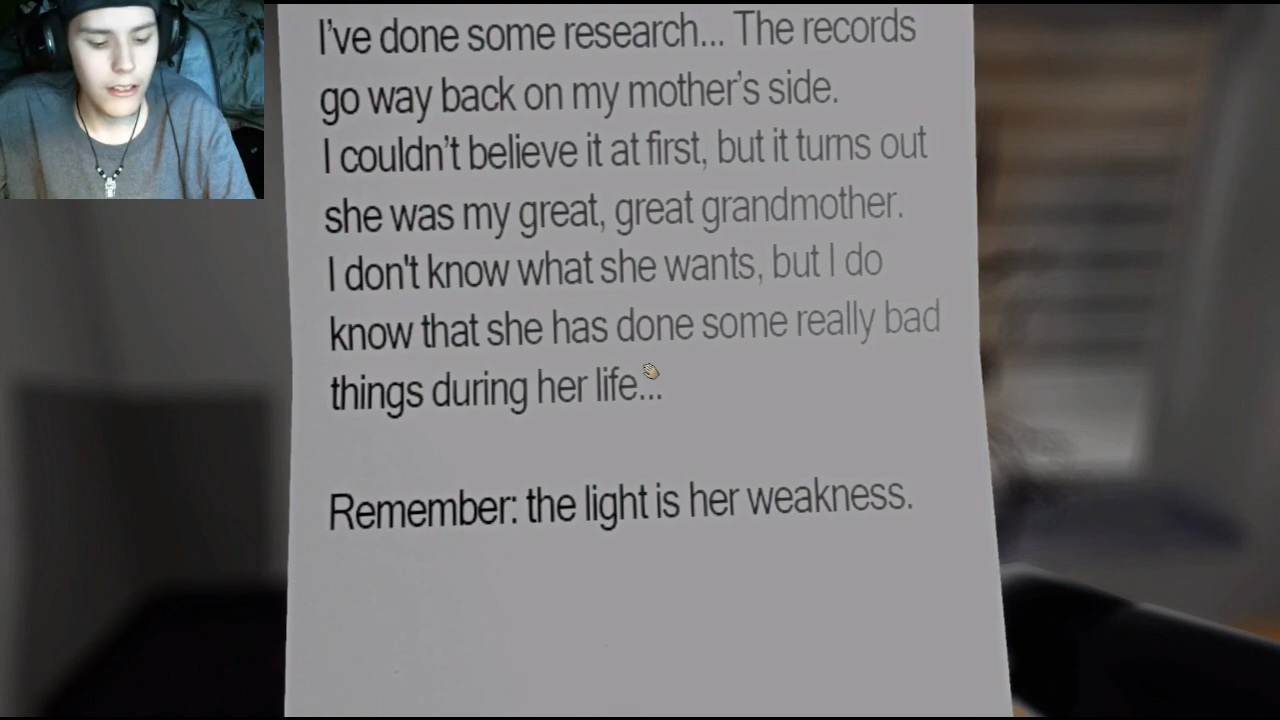 I've done some research... The records
go way back on my mother's side.
I couldn't believe it at first, but it turns out
she was my great, great grandmother.
I don't know what she wants, but I do
know that she has done some really bad
things during her life...
Remember: the light is her weakness.